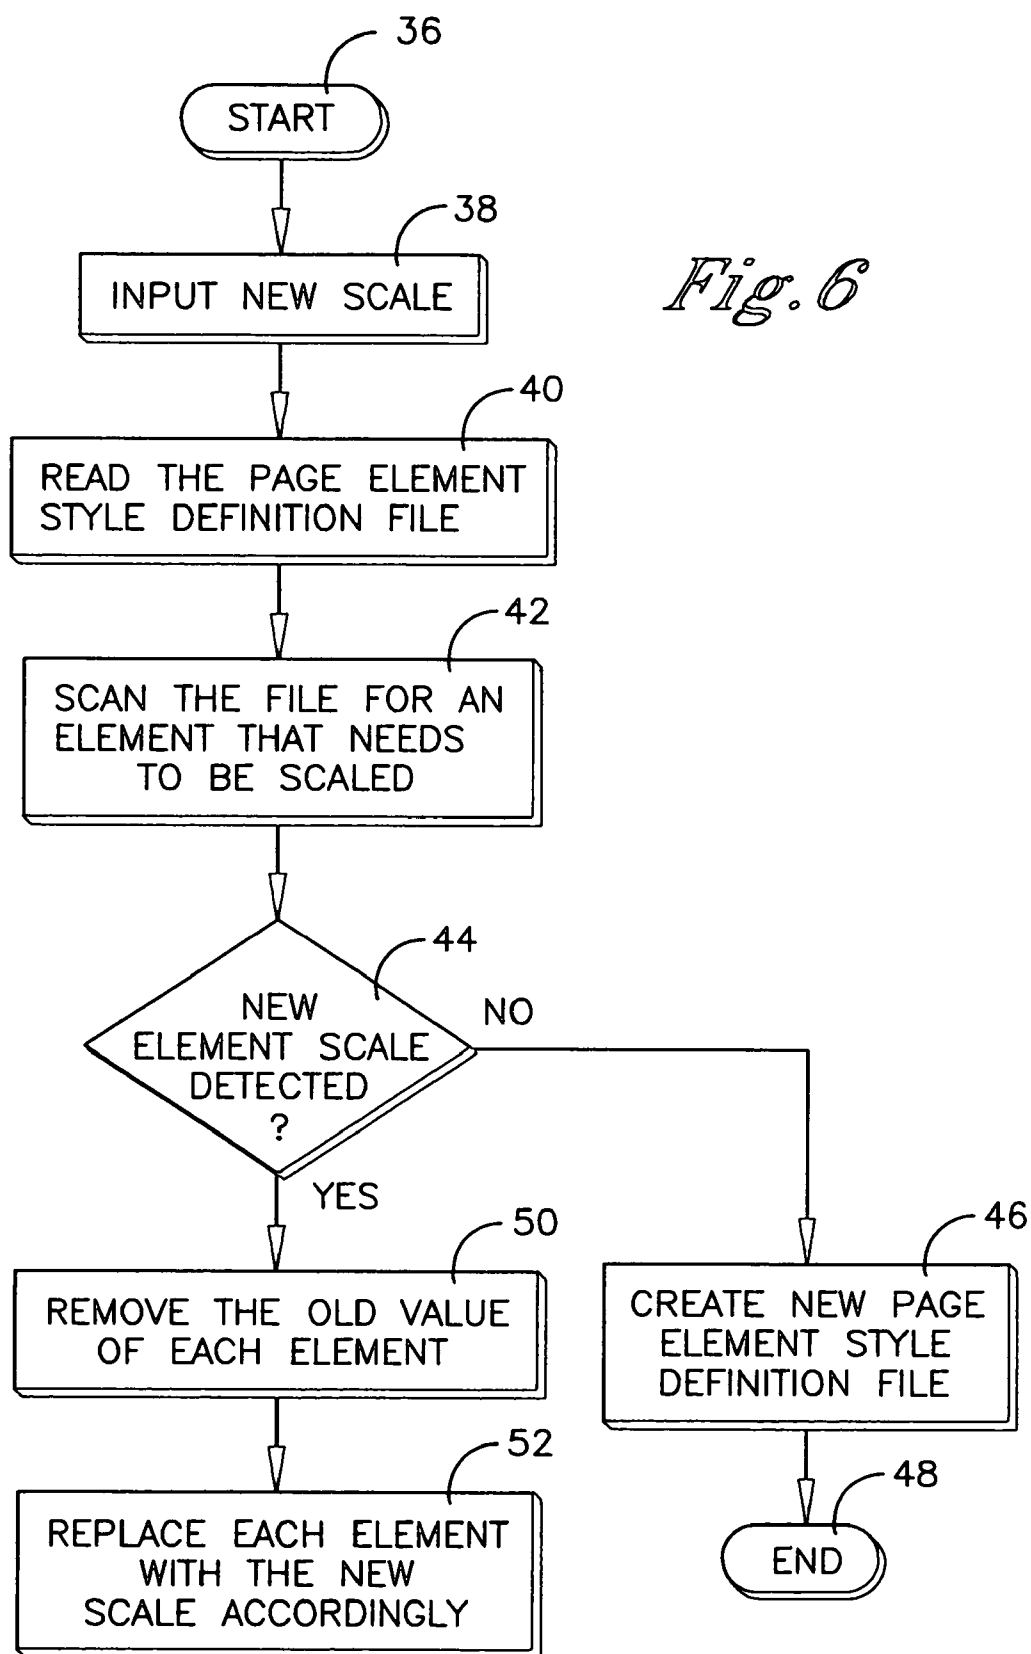 36
START
38
INPUT NEW SCALE
Fig. 6
40
READ THE PAGE ELEMENT
STYLE DEFINITION FILE
42
SCAN THE FILE FOR AN
ELEMENT THAT NEEDS
TO BE SCALED
44
NEW
ELEMENT SCALE
DETECTED
?
NO
YES
50
REMOVE THE OLD VALUE
OF EACH ELEMENT
46
CREATE NEW PAGE
ELEMENT STYLE
DEFINITION FILE
52
REPLACE EACH ELEMENT
WITH THE NEW
SCALE ACCORDINGLY
48
END